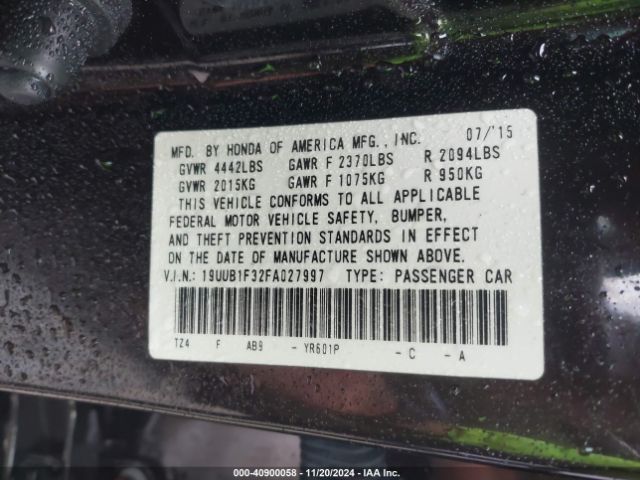 MFD. BY HONDA OF AMERICA MFG., INC. 07/'15
GVWR 4442LBS GAWR F 2370LBS R 2094LBS
GVWR 2015KG GAWR F 1075KG R 950KG
THIS VEHICLE CONFORMS TO ALL APPLICABLE
FEDERAL MOTOR VEHICLE SAFETY, BUMPER,
AND THEFT PREVENTION STANDARDS IN EFFECT
ON THE DATE OF MANUFACTURE SHOWN ABOVE.
V.I.N.: 19UUB1F32FA027997 TYPE: PASSENGER CAR
TZ4 F AB9 - YR601P - C - A
000-40900058 - 11/20/2024 - IAA Inc.